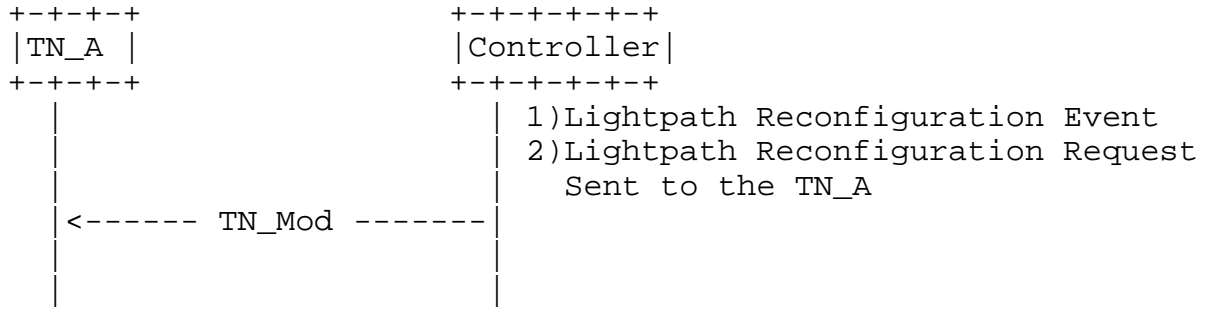 +-+-+-+ +-+-+-+-+-+
|TN_A | |Controller|
+-+-+-+ +-+-+-+-+-+
| | 1)Lightpath Reconfiguration Event
| | 2)Lightpath Reconfiguration Request
| | Sent to the TN_A
|<------ TN_Mod -------|
| |
| |